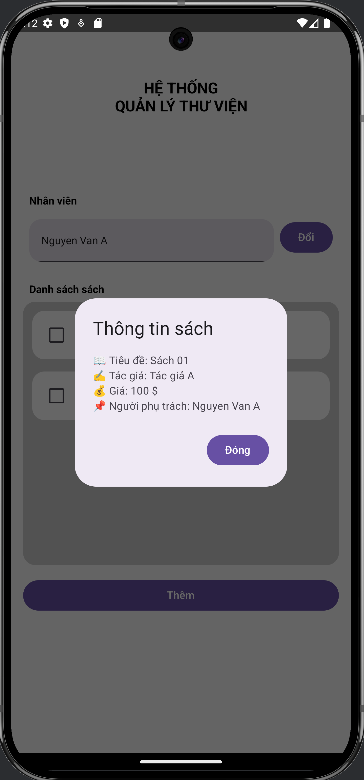 HỆ THỐNG
QUẢN LÝ THƯ VIỆN
Nhân viên
Nguyen Van A
Đổi
Danh sách sách
Thông tin sách
📖 Tiêu đề: Sách 01
✍️ Tác giả: Tác giả A
💰 Giá: 100 $
📌 Người phụ trách: Nguyen Van A
Đóng
Thêm